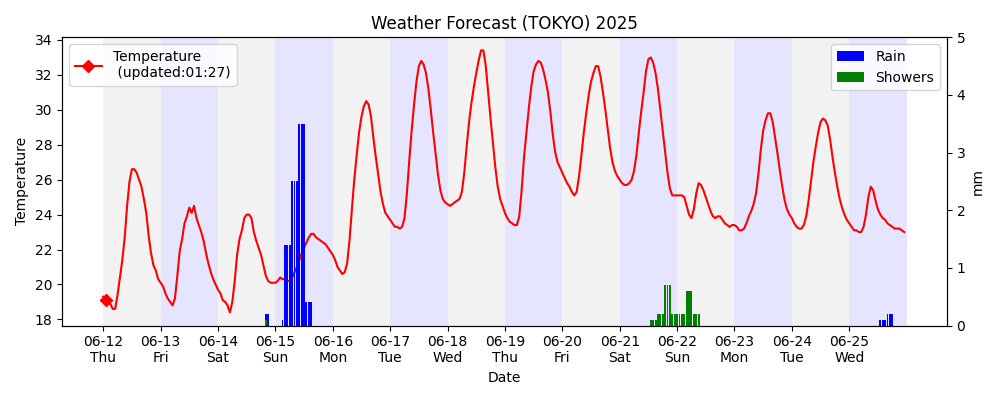 Weather Forecast (TOKYO) 2025
Temperature
(updated:01:27)
Rain
Showers
34
32
30
28
26
24
22
20
18
Temperature
5
4
3
2
1
0
mm
06-12 06-13 06-14 06-15 06-16 06-17 06-18 06-19 06-20 06-21 06-22 06-23 06-24 06-25
Thu Fri Sat Sun Mon Tue Wed Thu Fri Sat Sun Mon Tue Wed
Date